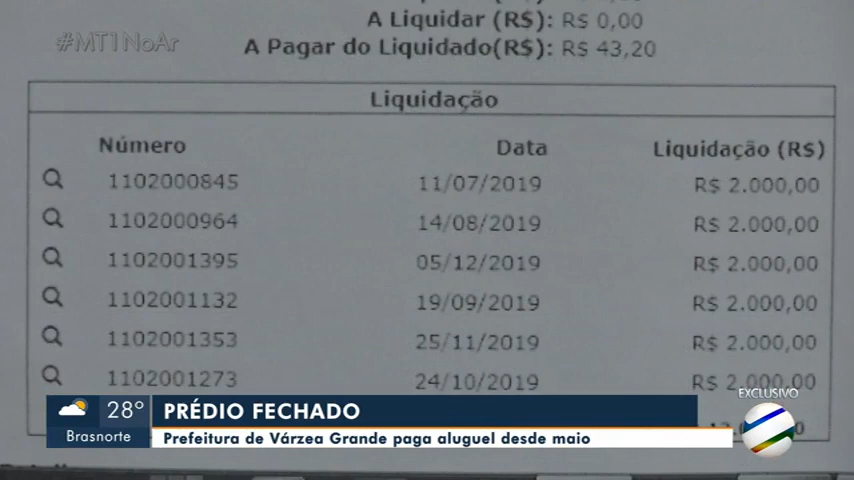 A Liquidar (R$): R$ 0,00
#MT1NoAr
A Pagar do Liquidado(R$): R$ 43,20
Liquidação
Número Data Liquidação (R$)
1102000845 11/07/2019 R$ 2.000,00
1102000964 14/08/2019 R$ 2.000,00
1102001395 05/12/2019 R$ 2.000,00
1102001132 19/09/2019 R$ 2.000,00
1102001353 25/11/2019 R$ 2.000,00
1102001273 24/10/2019 R$ 2.000,00
EXCLUSIVO
28° PRÉDIO FECHADO
Brasnorte Prefeitura de Várzea Grande paga aluguel desde maio